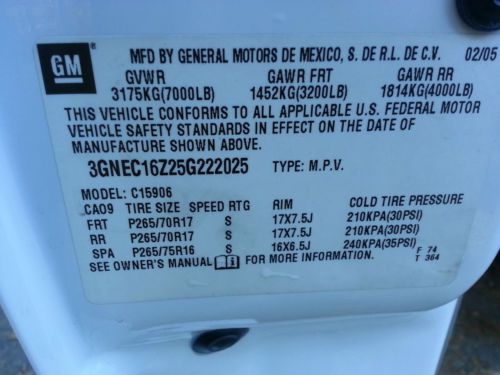 GM
MFD BY GENERAL MOTORS DE MEXICO, S. DE R.L. DE C.V. 02/05
GVWR GAWR FRT GAWR RR
3175KG(7000LB) 1452KG(3200LB) 1814KG(4000LB)
THIS VEHICLE CONFORMS TO ALL APPLICABLE U.S. FEDERAL MOTOR
VEHICLE SAFETY STANDARDS IN EFFECT ON THE DATE OF
MANUFACTURE SHOWN ABOVE.
3GNEC16Z25G222025 TYPE: M.P.V.
MODEL: C15906
CAO9 TIRE SIZE SPEED RTG RIM COLD TIRE PRESSURE
FRT P265/70R17 S 17X7.5J 210KPA(30PSI)
RR P265/70R17 S 17X7.5J 210KPA(30PSI)
SPA P265/75R16 S 16X6.5J 240KPA(35PSI) F 74
SEE OWNER'S MANUAL FOR MORE INFORMATION. T 364